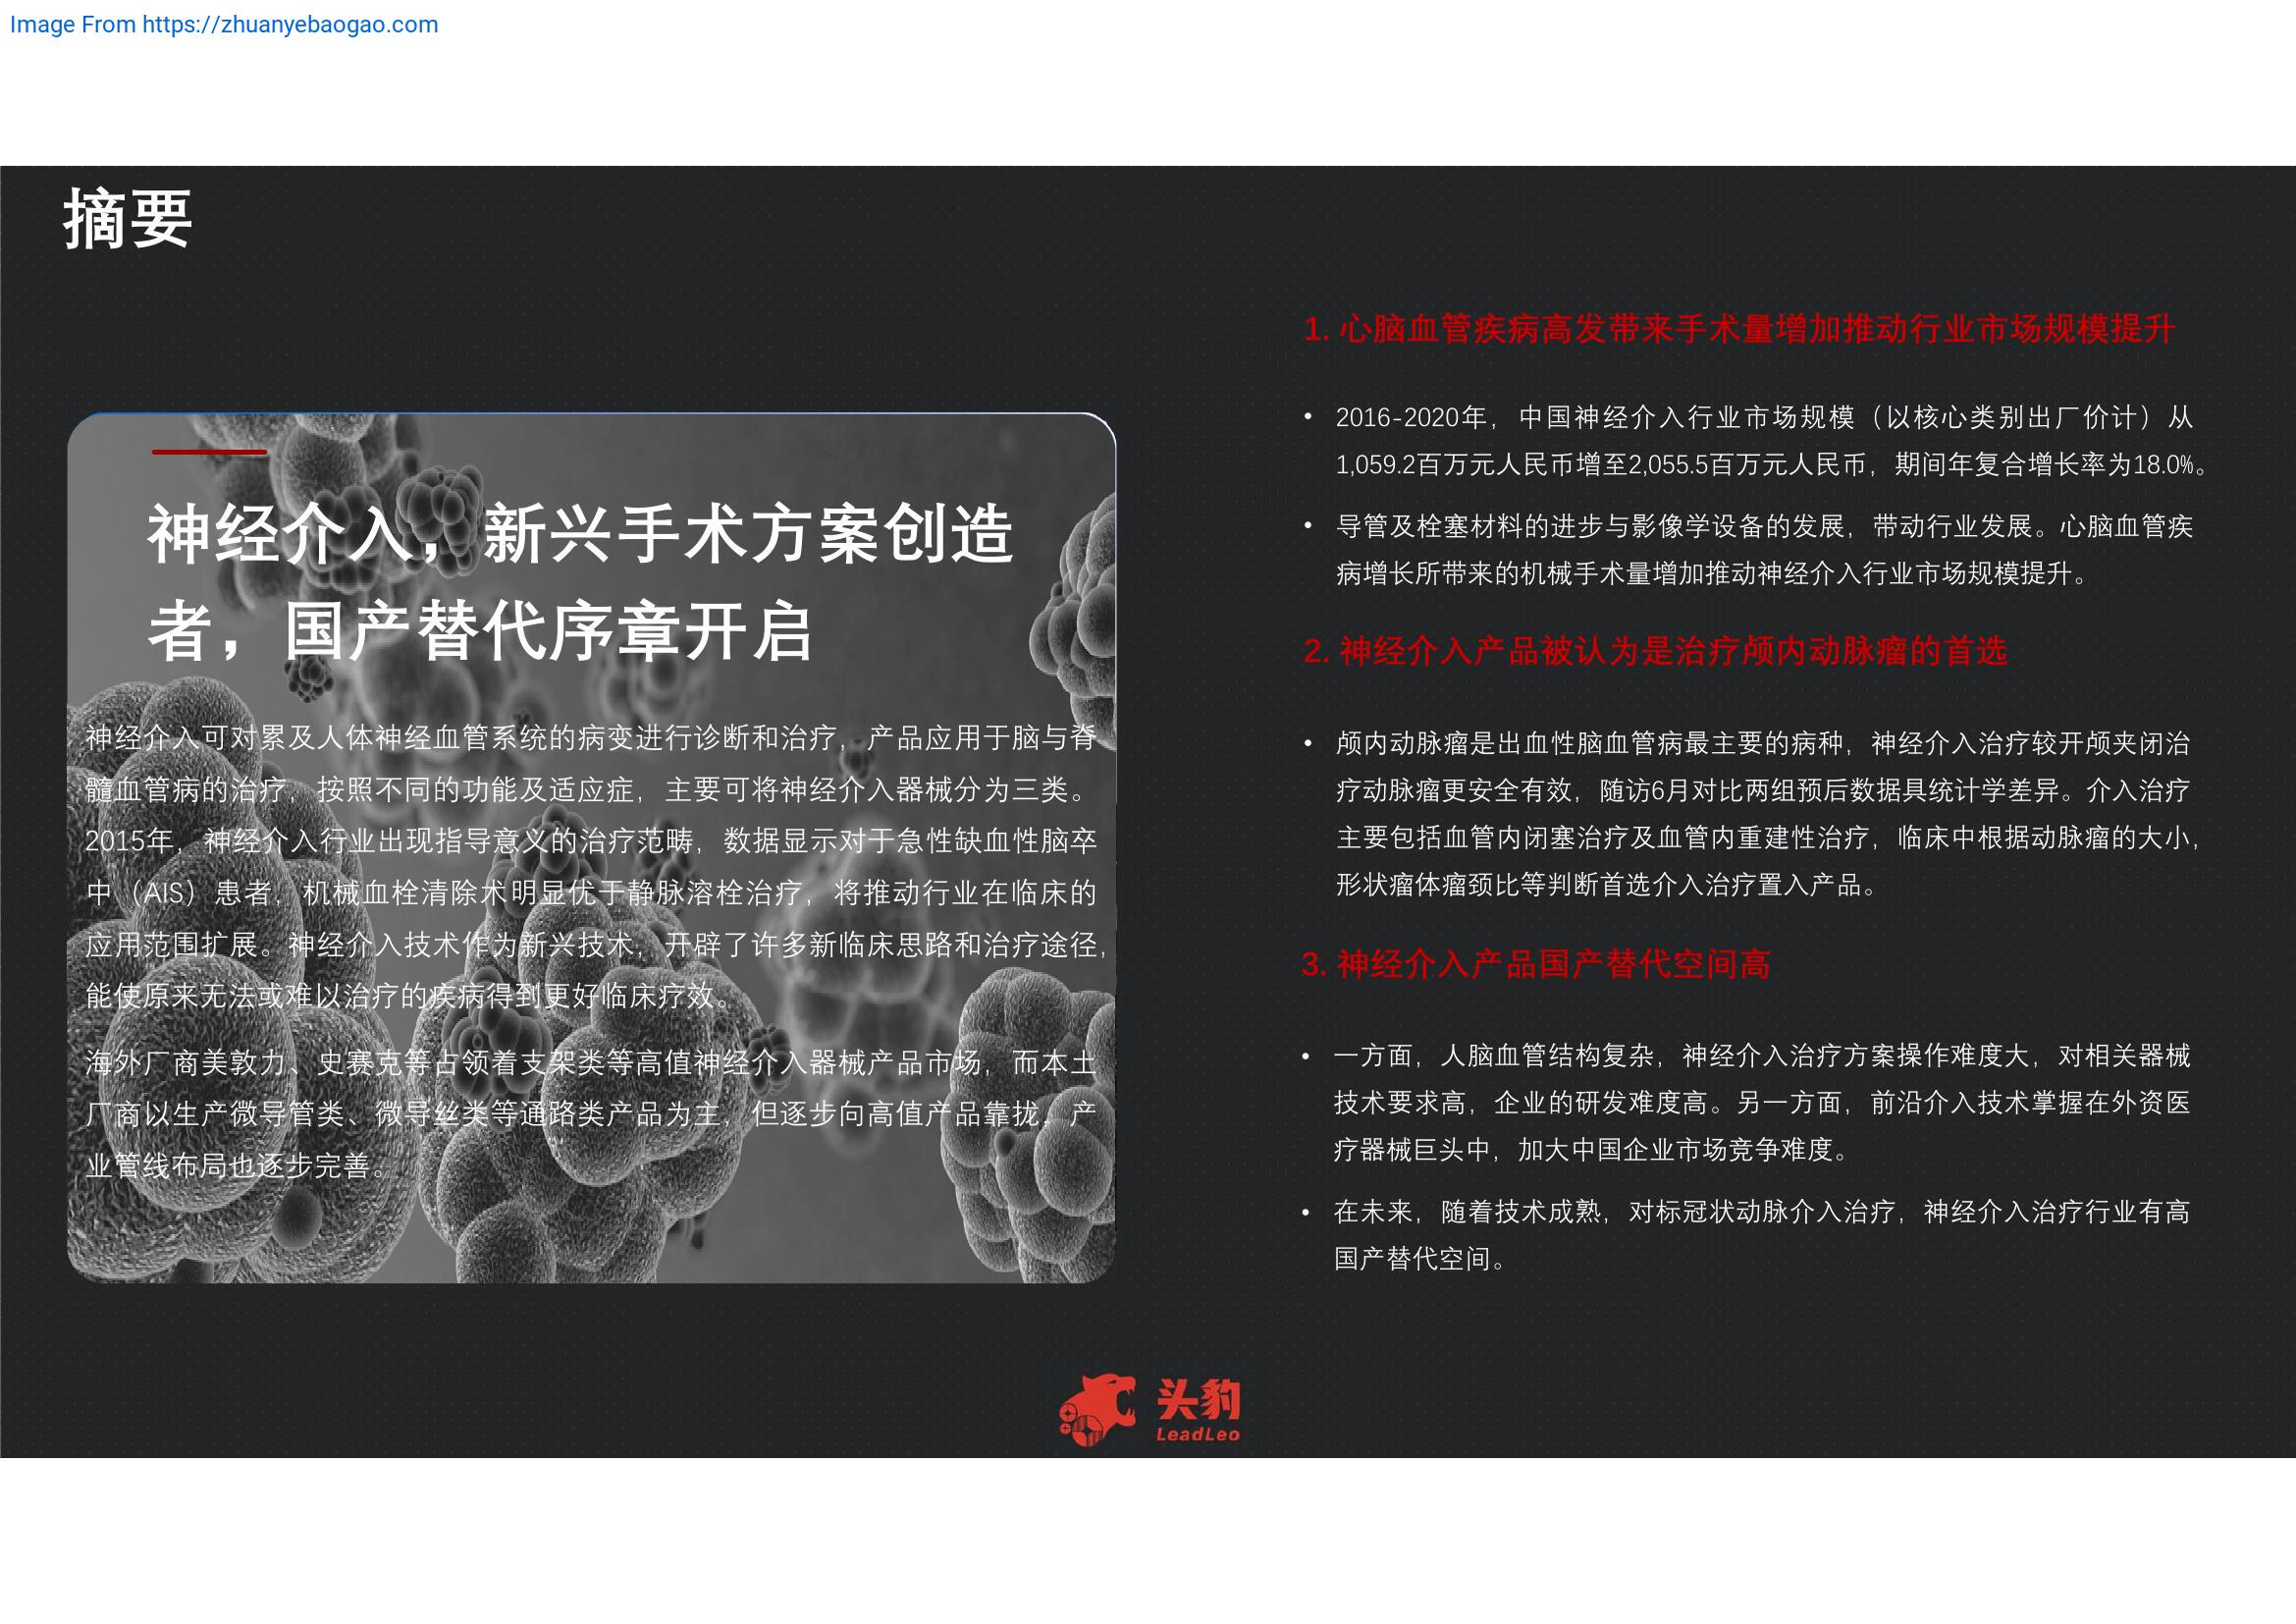 Image From https://zhuanyebaogao.com
摘要
神经介入，新兴手术方案创造
者，国产替代序章开启
神经介入可对累及人体神经血管系统的病变进行诊断和治疗，产品应用于脑与脊
髓血管病的治疗，按照不同的功能及适应症，主要可将神经介入器械分为三类。
2015年，神经介入行业出现指导意义的治疗范畴，数据显示对于急性缺血性脑卒
中（AIS）患者，机械血栓清除术明显优于静脉溶栓治疗，将推动行业在临床的
应用范围扩展。神经介入技术作为新兴技术，开辟了许多新临床思路和治疗途径，
能使原来无法或难以治疗的疾病得到更好临床疗效。
海外厂商美敦力、史赛克等占领着支架类等高值神经介入器械产品市场，而本土
厂商以生产微导管类、微导丝类等通路类产品为主，但逐步向高值产品靠拢，产
业管线布局也逐步完善。
1. 心脑血管疾病高发带来手术量增加推动行业市场规模提升
• 2016-2020年，中国神经介入行业市场规模（以核心类别出厂价计）从
1,059.2百万元人民币增至2,055.5百万元人民币，期间年复合增长率为18.0%。
• 导管及栓塞材料的进步与影像学设备的发展，带动行业发展。心脑血管疾
病增长所带来的机械手术量增加推动神经介入行业市场规模提升。
2. 神经介入产品被认为是治疗颅内动脉瘤的首选
• 颅内动脉瘤是出血性脑血管病最主要的病种，神经介入治疗较开颅夹闭治
疗动脉瘤更安全有效，随访6月对比两组预后数据具统计学差异。介入治疗
主要包括血管内闭塞治疗及血管内重建性治疗，临床中根据动脉瘤的大小，
形状瘤体瘤颈比等判断首选介入治疗置入产品。
3. 神经介入产品国产替代空间高
• 一方面，人脑血管结构复杂，神经介入治疗方案操作难度大，对相关器械
技术要求高，企业的研发难度高。另一方面，前沿介入技术掌握在外资医
疗器械巨头中，加大中国企业市场竞争难度。
• 在未来，随着技术成熟，对标冠状动脉介入治疗，神经介入治疗行业有高
国产替代空间。
头豹
LeadLeo